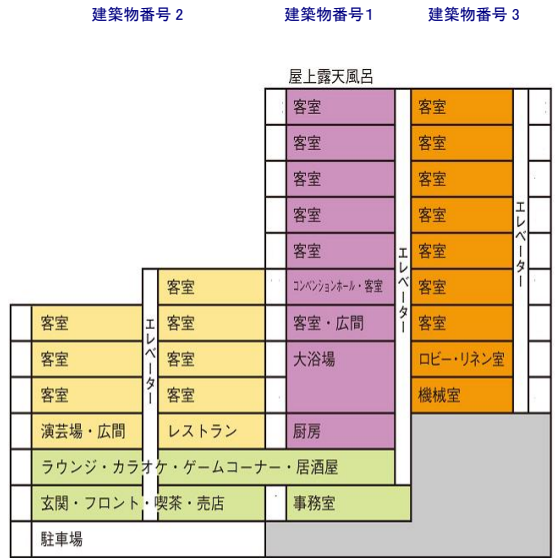 建築物番号 2 建築物番号1 建築物番号 3
屋上露天風呂
客室 客室
客室 客室
客室 客室
客室 客室
客室 客室
客室 コンベンションホール・客室 客室
客室 客室 客室・広間 客室
客室 客室 大浴場 ロビー・リネン室
客室 客室 機械室
演芸場・広間 レストラン 厨房
ラウンジ・カラオケ・ゲームコーナー・居酒屋
玄関・フロント・喫茶・売店 事務室
駐車場
エレベーター
エレベーター
エレベーター